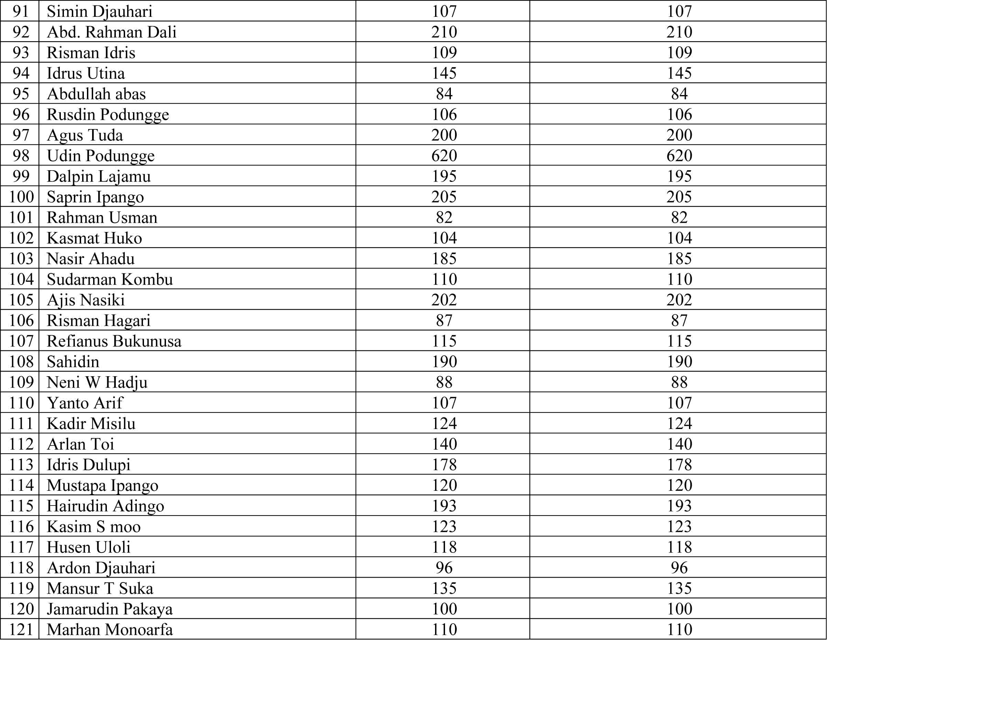 91 Simin Djauhari 107 107
92 Abd. Rahman Dali 210 210
93 Risman Idris 109 109
94 Idrus Utina 145 145
95 Abdullah abas 84 84
96 Rusdin Podungge 106 106
97 Agus Tuda 200 200
98 Udin Podungge 620 620
99 Dalpin Lajamu 195 195
100 Saprin Ipango 205 205
101 Rahman Usman 82 82
102 Kasmat Huko 104 104
103 Nasir Ahadu 185 185
104 Sudarman Kombu 110 110
105 Ajis Nasiki 202 202
106 Risman Hagari 87 87
107 Refianus Bukunusa 115 115
108 Sahidin 190 190
109 Neni W Hadju 88 88
110 Yanto Arif 107 107
111 Kadir Misilu 124 124
112 Arlan Toi 140 140
113 Idris Dulupi 178 178
114 Mustapa Ipango 120 120
115 Hairudin Adingo 193 193
116 Kasim S moo 123 123
117 Husen Uloli 118 118
118 Ardon Djauhari 96 96
119 Mansur T Suka 135 135
120 Jamarudin Pakaya 100 100
121 Marhan Monoarfa 110 110